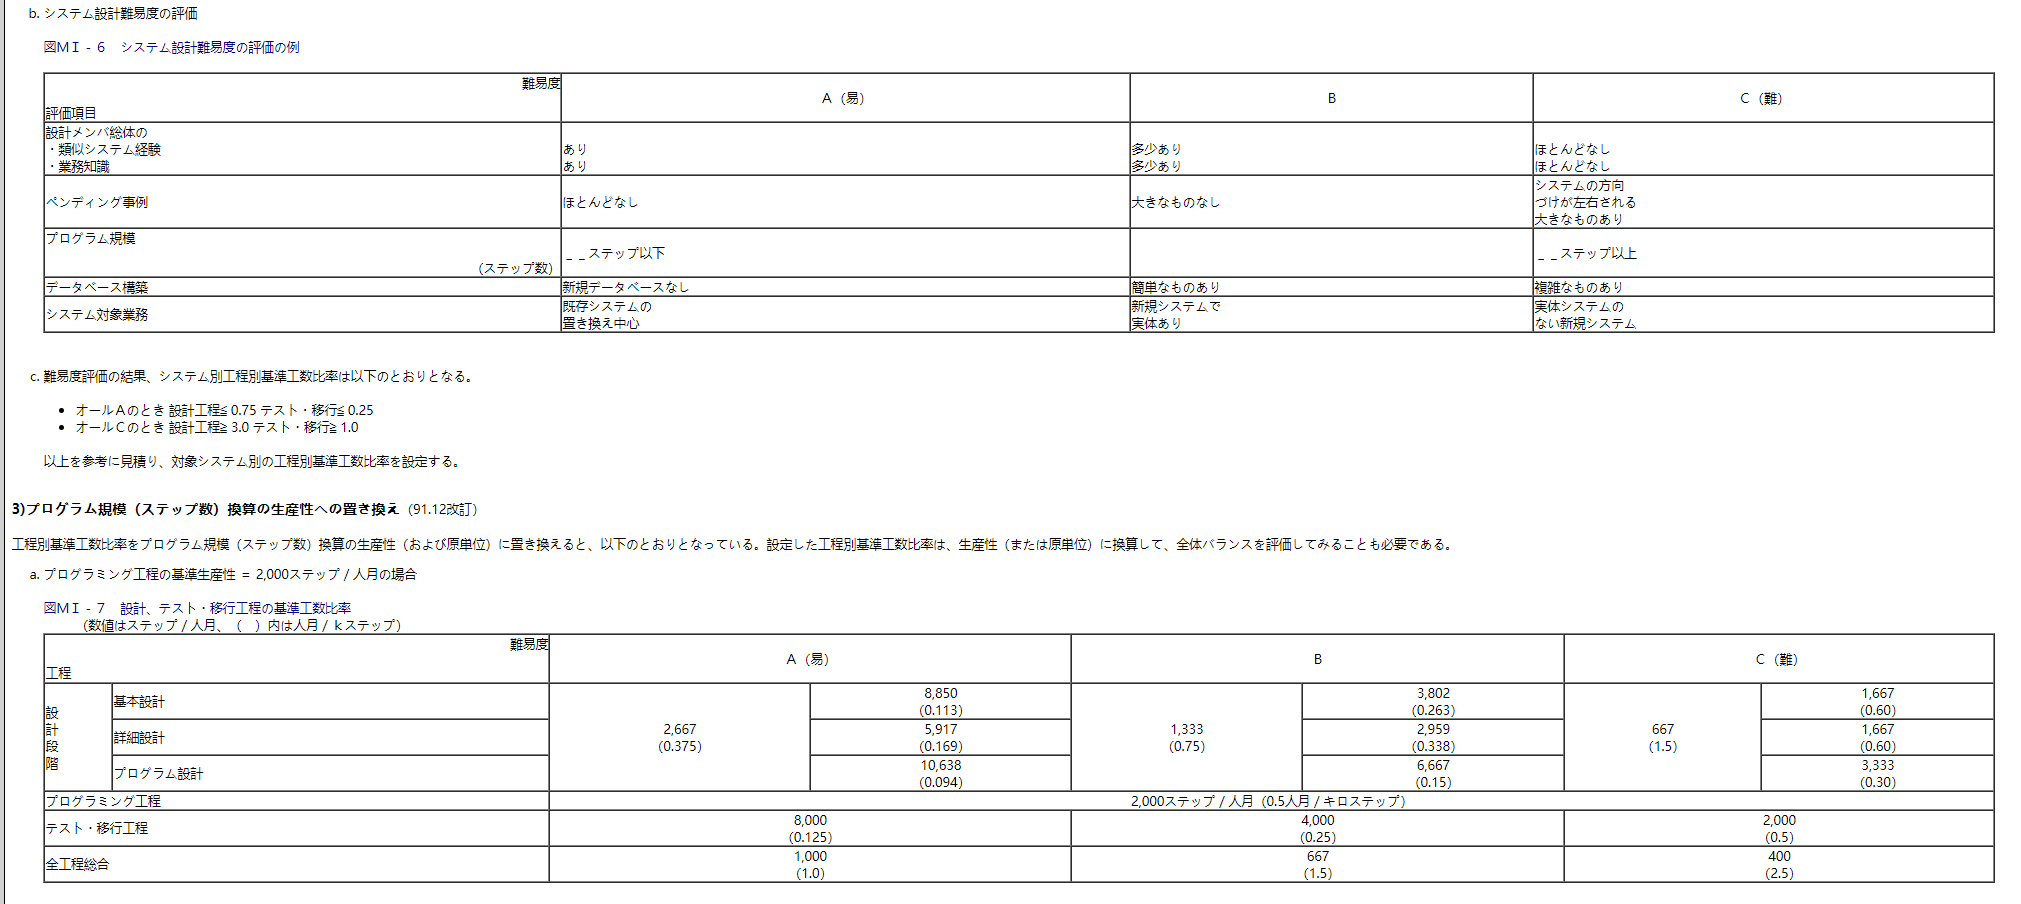 b. システム設計難易度の評価
図ＭＩ-６　システム設計難易度の評価の例
難易度
評価項目
Ａ（易）
Ｂ
Ｃ（難）
設計メンバ総体の
・類似システム経験
・業務知識
あり
あり
多少あり
多少あり
ほとんどなし
ほとんどなし
ペンディング事例
ほとんどなし
大きなものなし
システムの方向
づけが左右される
大きなものあり
プログラム規模
（ステップ数）
＿＿ステップ以下
＿＿ステップ以上
データベース構築
新規データベースなし
簡単なものあり
複雑なものあり
システム対象業務
既存システムの
置き換え中心
新規システムで
実体あり
実体システムの
ない新規システム
c. 難易度評価の結果、システム別工程別基準工数比率は以下のとおりとなる。
• オールＡのとき 設計工程≦ 0.75 テスト・移行≦ 0.25
• オールＣのとき 設計工程≧ 3.0 テスト・移行≧ 1.0
以上を参考に見積り、対象システム別の工程別基準工数比率を設定する。
3)プログラム規模（ステップ数）換算の生産性への置き換え（91.12改訂）
工程別基準工数比率をプログラム規模（ステップ数）換算の生産性（および原単位）に置き換えると、以下のとおりとなっている。設定した工程別基準工数比率は、生産性（または原単位）に換算して、全体バランスを評価してみることも必要である。
a. プログラミング工程の基準生産性 ＝ 2,000ステップ / 人月の場合
図ＭＩ-７　設計、テスト・移行工程の基準工数比率
（数値はステップ / 人月、（　）内は人月 / ｋステップ）
難易度
工程
Ａ（易）
Ｂ
Ｃ（難）
設計段階
基本設計
2,667
(0.375)
8,850
(0.113)
1,333
(0.75)
3,802
(0.263)
667
(1.5)
1,667
(0.60)
詳細設計
5,917
(0.169)
2,959
(0.338)
1,667
(0.60)
プログラム設計
10,638
(0.094)
6,667
(0.15)
3,333
(0.30)
プログラミング工程
2,000ステップ / 人月（0.5人月 / キロステップ）
テスト・移行工程
8,000
(0.125)
4,000
(0.25)
2,000
(0.5)
全工程総合
1,000
(1.0)
667
(1.5)
400
(2.5)